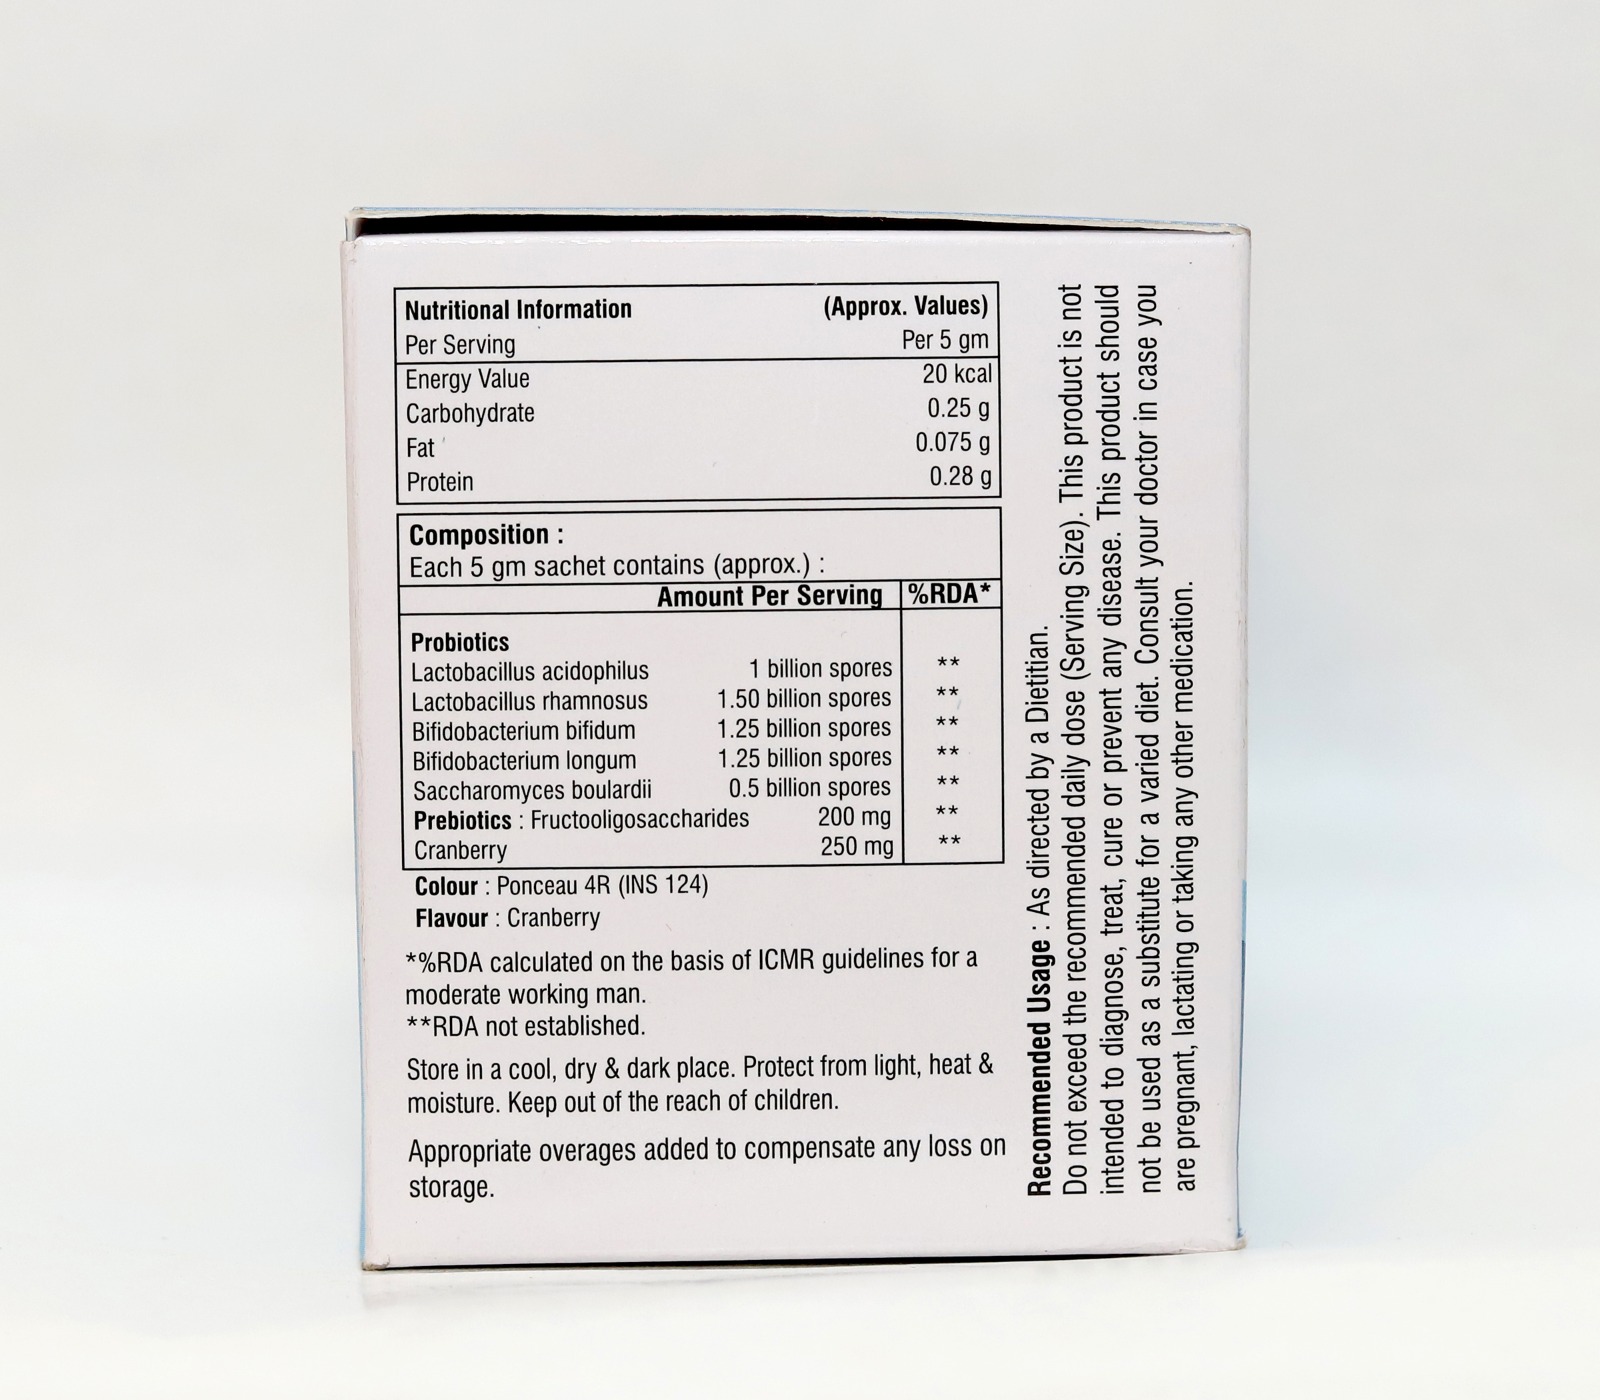 Nutritional Information (Approx. Values)
Per Serving Per 5 gm
Energy Value 20 kcal
Carbohydrate 0.25 g
Fat 0.075 g
Protein 0.28 g
Composition :
Each 5 gm sachet contains (approx.) :
Amount Per Serving %RDA*
Probiotics
Lactobacillus acidophilus 1 billion spores **
Lactobacillus rhamnosus 1.50 billion spores **
Bifidobacterium bifidum 1.25 billion spores **
Bifidobacterium longum 1.25 billion spores **
Saccharomyces boulardii 0.5 billion spores **
Prebiotics : Fructooligosaccharides 200 mg **
Cranberry 250 mg **
Colour : Ponceau 4R (INS 124)
Flavour : Cranberry
*%RDA calculated on the basis of ICMR guidelines for a
moderate working man.
**RDA not established.
Store in a cool, dry & dark place. Protect from light, heat &
moisture. Keep out of the reach of children.
Appropriate overages added to compensate any loss on
storage.
Recommended Usage : As directed by a Dietitian.
Do not exceed the recommended daily dose (Serving Size). This product is not
intended to diagnose, treat, cure or prevent any disease. This product should
not be used as a substitute for a varied diet. Consult your doctor in case you
are pregnant, lactating or taking any other medication.